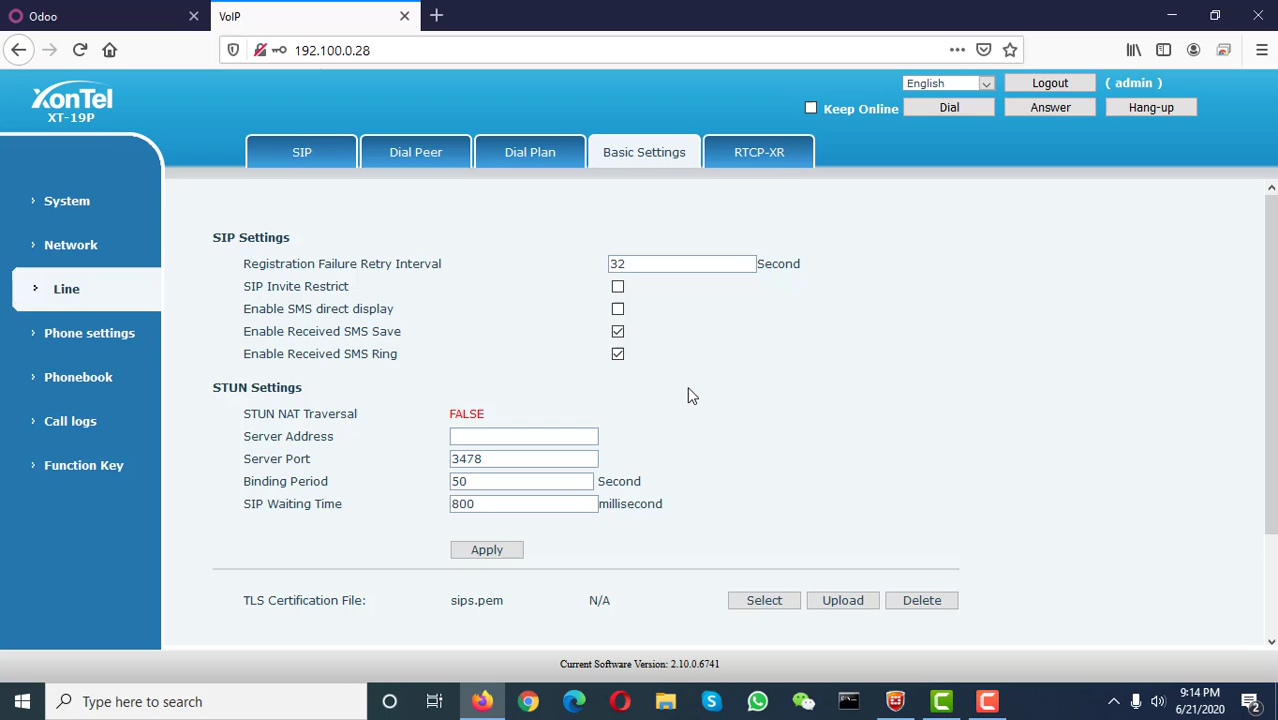 Odoo
VoIP
192.100.0.28
XonTel
XT-19P
English
Logout
( admin )
Keep Online
Dial
Answer
Hang-up
SIP
Dial Peer
Dial Plan
Basic Settings
RTCP-XR
System
Network
Line
Phone settings
Phonebook
Call logs
Function Key
SIP Settings
Registration Failure Retry Interval 32 Second
SIP Invite Restrict
Enable SMS direct display
Enable Received SMS Save
Enable Received SMS Ring
STUN Settings
STUN NAT Traversal FALSE
Server Address
Server Port 3478
Binding Period 50 Second
SIP Waiting Time 800 millisecond
Apply
TLS Certification File: sips.pem N/A Select Upload Delete
Current Software Version: 2.10.0.6741
Type here to search
9:14 PM
6/21/2020
2